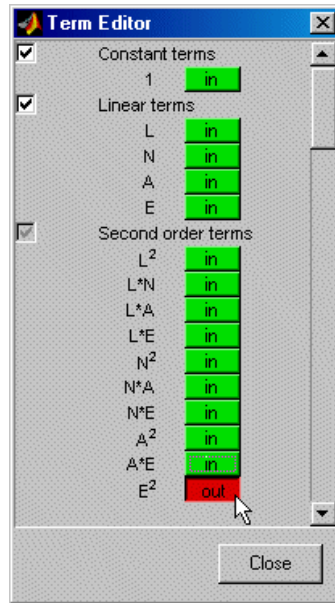 Term Editor
Constant terms
1 in
Linear terms
L in
N in
A in
E in
Second order terms
L² in
L*N in
L*A in
L*E in
N² in
N*A in
N*E in
A² in
A*E in
E² out
Close